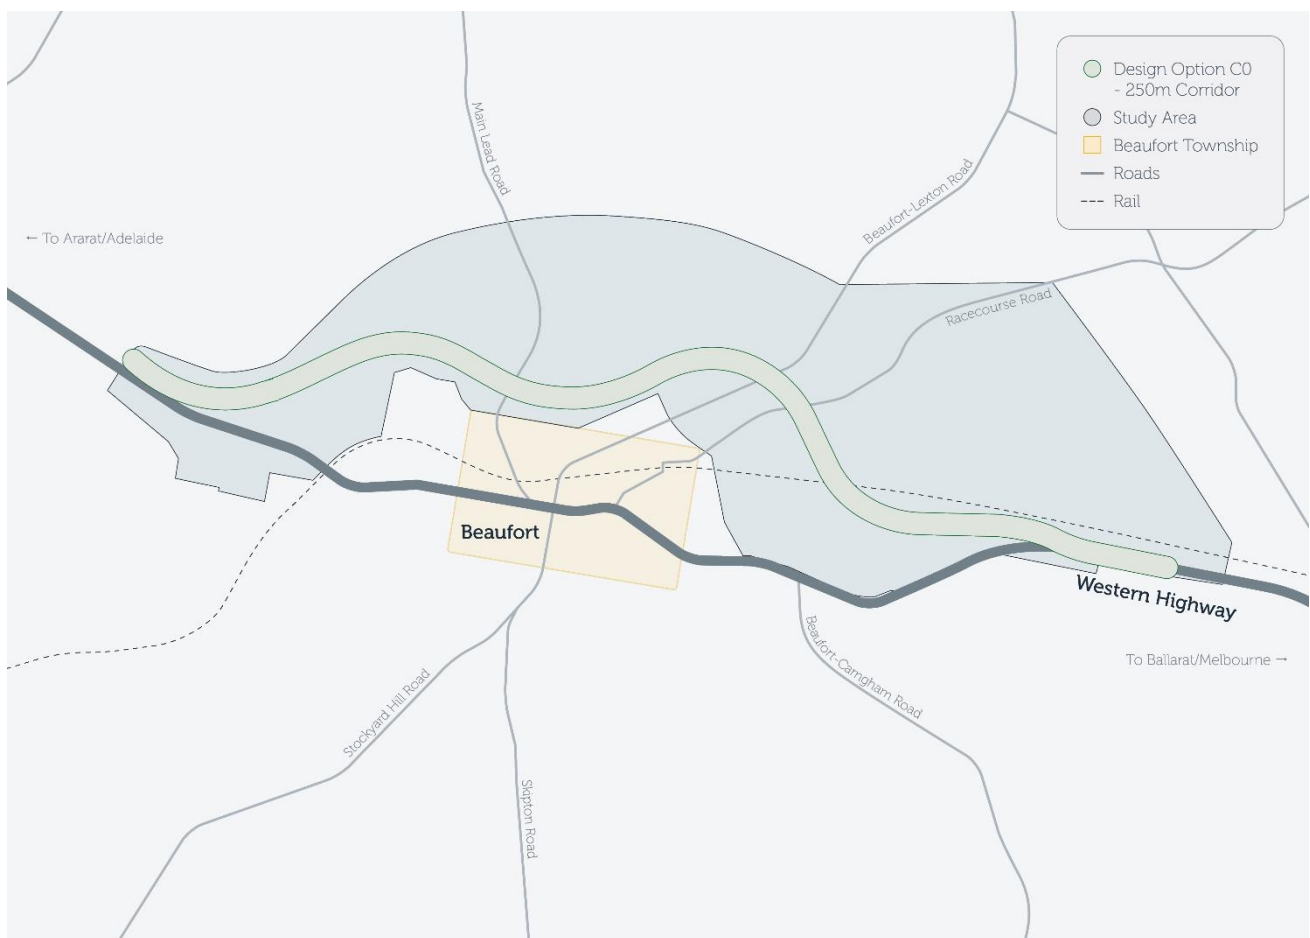 Design Option C0
- 250m Corridor
Study Area
Beaufort Township
Roads
Rail
Main Lead Road
Beaufort-Lexton Road
← To Ararat/Adelaide
Racecourse Road
Beaufort
Western Highway
To Ballarat/Melbourne →
Beaufort-Carngham Road
Stockyard Hill Road
Skipton Road